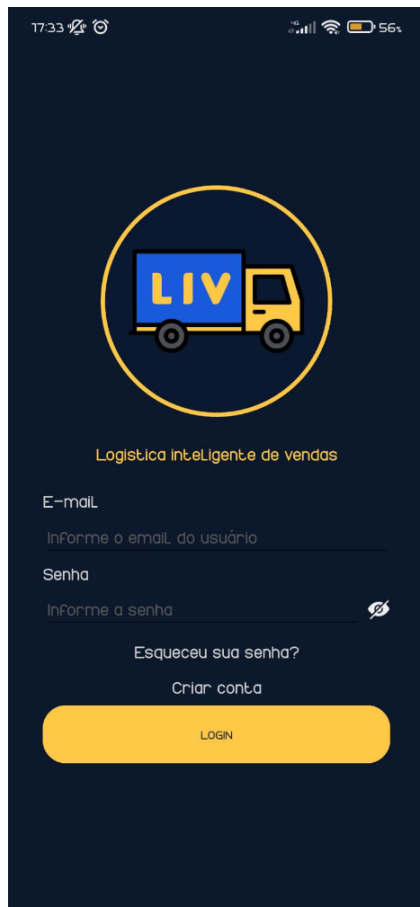 17:33 4G 56%
LIV
Logistica inteligente de vendas
E-mail
Informe o email do usuário
Senha
Informe a senha
Esqueceu sua senha?
Criar conta
LOGIN